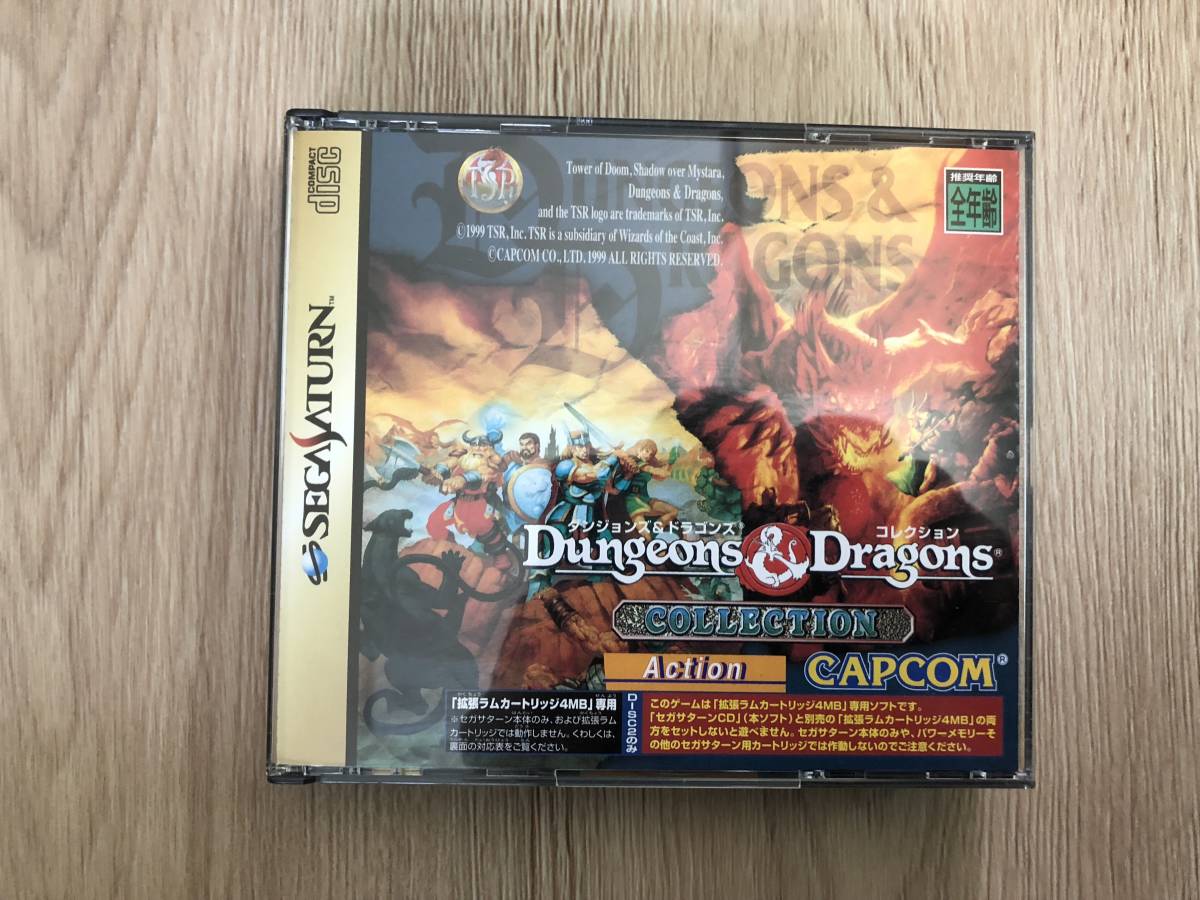 COMPACT
disc
SEGA SATURN™
TSR
Tower of Doom, Shadow over Mystara,
Dungeons & Dragons,
and the TSR logo are trademarks of TSR, Inc.
©1999 TSR, Inc. TSR is a subsidiary of Wizards of the Coast, Inc.
©CAPCOM CO., LTD. 1999 ALL RIGHTS RESERVED.
DUNGEONS &
DRAGONS
推奨年齢
全年齢
ダンジョンズ&ドラゴンズ コレクション
Dungeons & Dragons®
COLLECTION
Action
CAPCOM®
「拡張ラムカートリッジ4MB」専用
※セガサターン本体のみ、および拡張ラム
カートリッジでは動作しません。くわしくは、
裏面の対応表をご覧ください。
DISC2のみ
このゲームは「拡張ラムカートリッジ4MB」専用ソフトです。
「セガサターンCD」(本ソフト)と別売の「拡張ラムカートリッジ4MB」の両
方をセットしないと遊べません。セガサターン本体のみや、パワーメモリーそ
の他のセガサターン用カートリッジでは作動しないのでご注意ください。